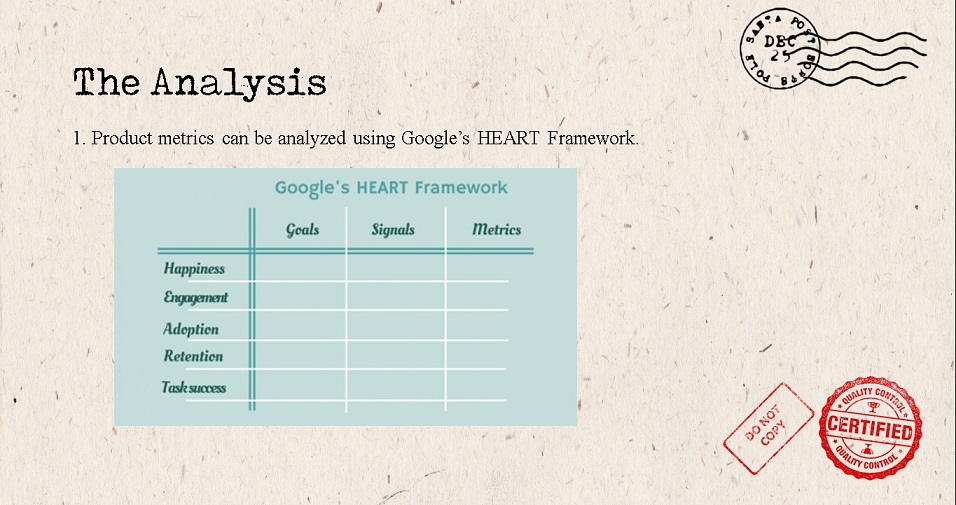 The Analysis
1. Product metrics can be analyzed using Google's HEART Framework.
Google's HEART Framework
Goals Signals Metrics
Happiness
Engagement
Adoption
Retention
Task success
SANTA POST NORTH POLE
DEC
25
DO NOT
COPY
QUALITY CONTROL
CERTIFIED
QUALITY CONTROL